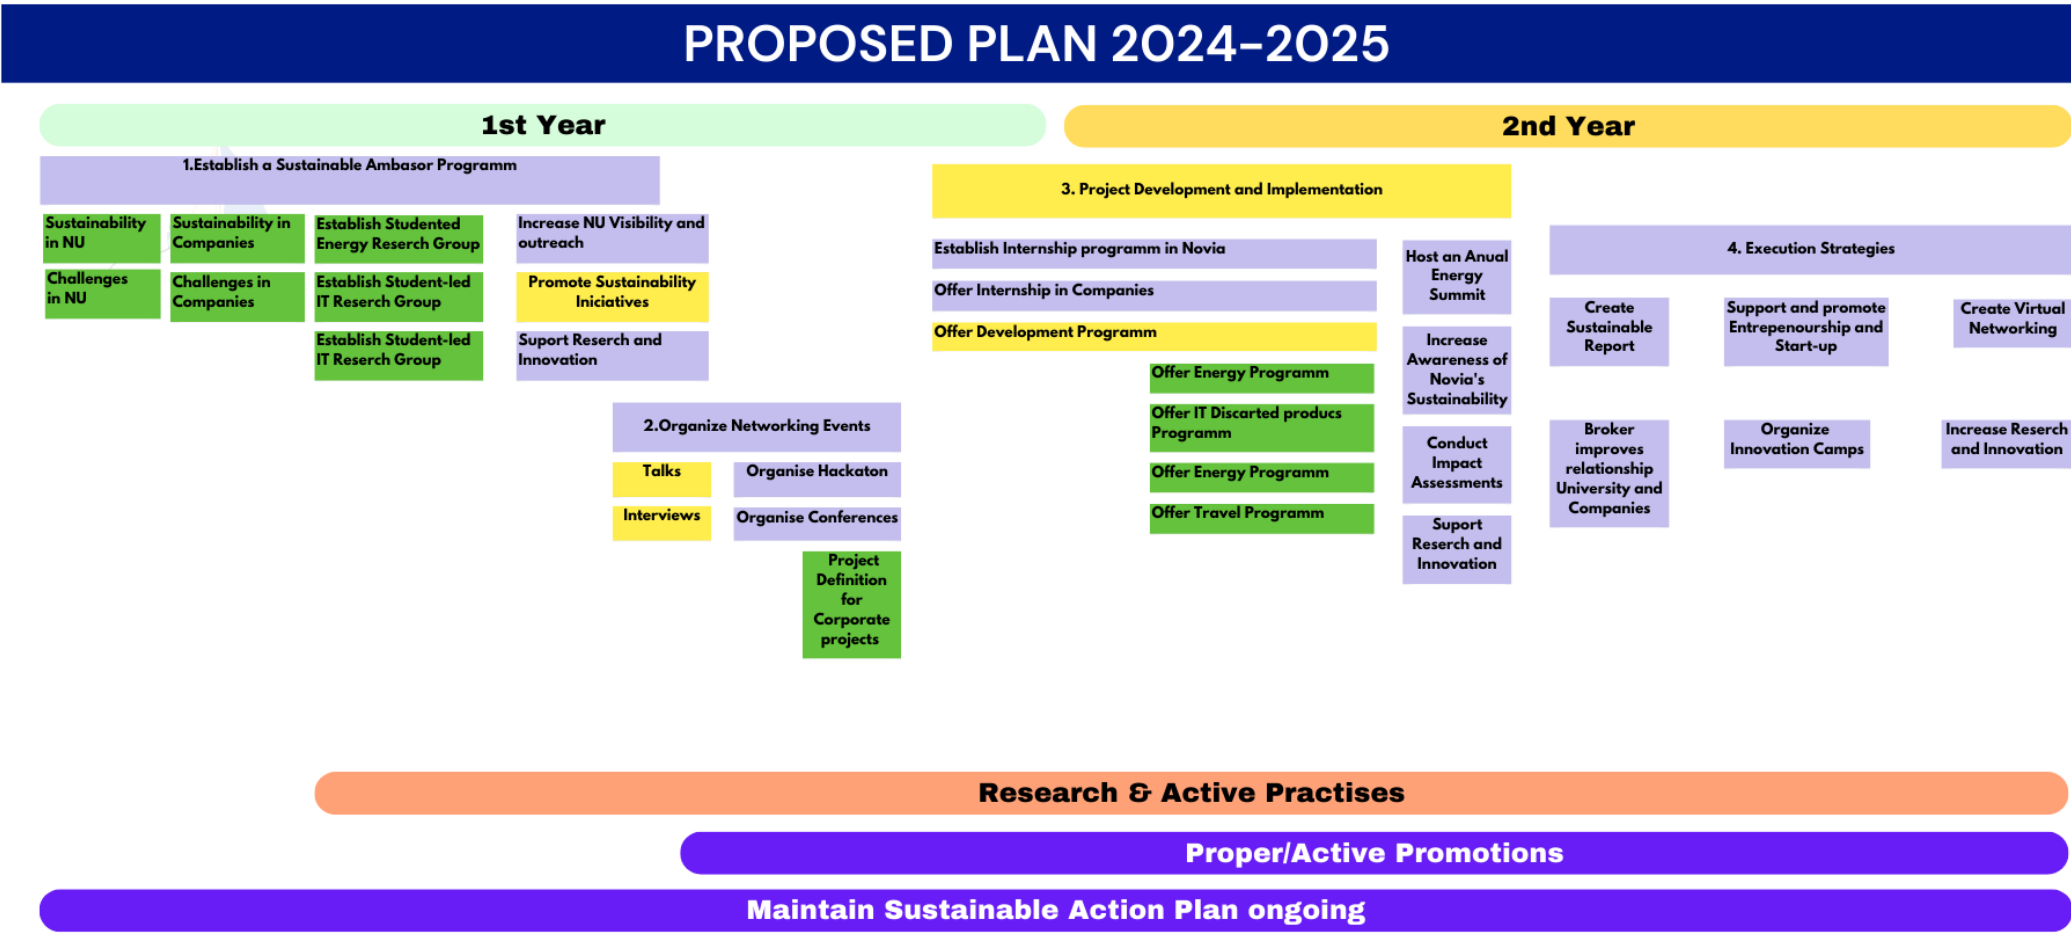 PROPOSED PLAN 2024-2025
1st Year
2nd Year
1.Establish a Sustainable Ambasor Programm
Sustainability
in NU
Challenges
in NU
Sustainability in
Companies
Challenges in
Companies
Establish Studented
Energy Reserch Group
Establish Student-led
IT Reserch Group
Establish Student-led
IT Reserch Group
Increase NU Visibility and
outreach
Promote Sustainability
Iniciatives
Suport Reserch and
Innovation
2.Organize Networking Events
Talks
Interviews
Organise Hackaton
Organise Conferences
Project
Definition
for
Corporate
projects
3. Project Development and Implementation
Establish Internship programm in Novia
Offer Internship in Companies
Offer Development Programm
Offer Energy Programm
Offer IT Discarted producs
Programm
Offer Energy Programm
Offer Travel Programm
Host an Anual
Energy
Summit
Increase
Awareness of
Novia's
Sustainability
Conduct
Impact
Assessments
Suport
Reserch and
Innovation
4. Execution Strategies
Create
Sustainable
Report
Support and promote
Entrepenourship and
Start-up
Create Virtual
Networking
Broker
improves
relationship
University and
Companies
Organize
Innovation Camps
Increase Reserch
and Innovation
Research & Active Practises
Proper/Active Promotions
Maintain Sustainable Action Plan ongoing